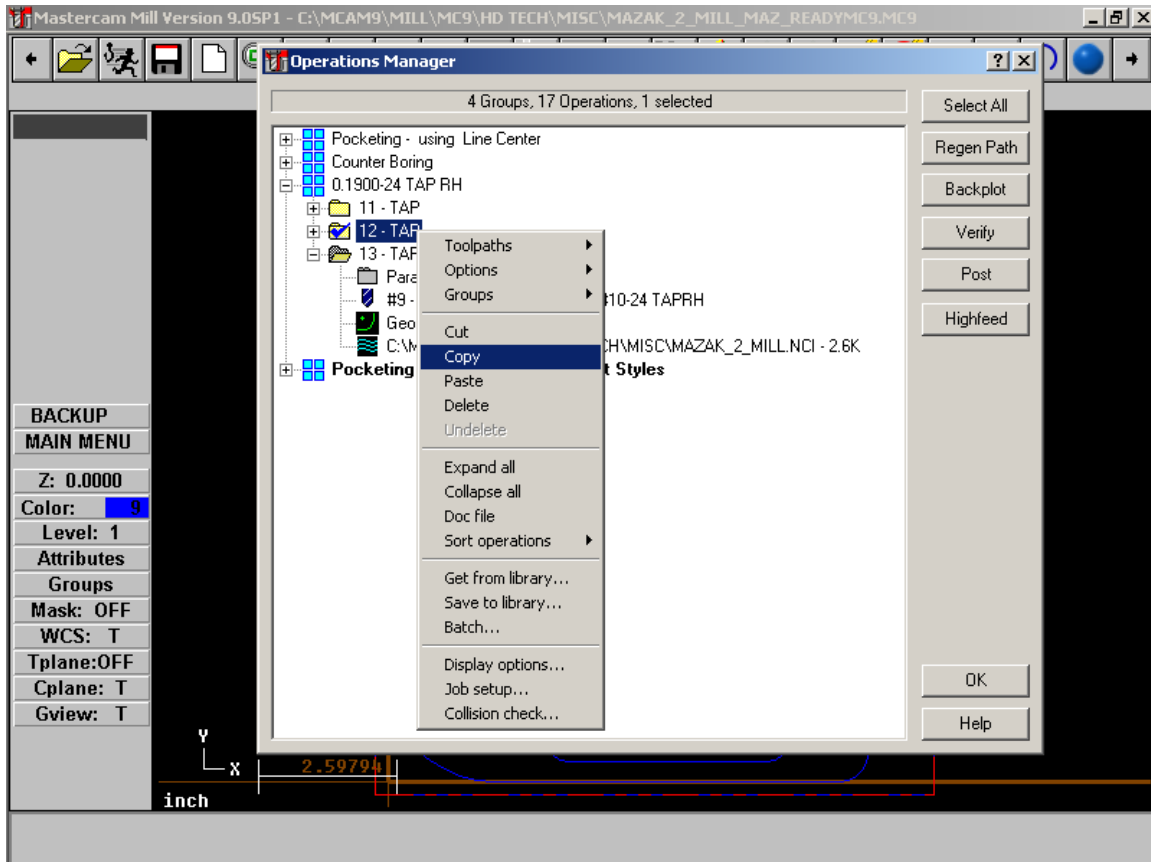 Mastercam Mill Version 9.0SP1 - C:\MCAM9\MILL\MC9\HD TECH\MISC\MAZAK_2_MILL_MAZ_READYMC9.MC9
Operations Manager
4 Groups, 17 Operations, 1 selected
Select All
Regen Path
Backplot
Verify
Post
Highfeed
OK
Help
Pocketing - using Line Center
Counter Boring
0.1900-24 TAP RH
11 - TAP
12 - TAP
13 - TAP
Para
#9 - #10-24 TAPRH
Geo
C:\M CH\MISC\MAZAK_2_MILL.NCI - 2.6K
Pocketing t Styles
Toolpaths
Options
Groups
Cut
Copy
Paste
Delete
Undelete
Expand all
Collapse all
Doc file
Sort operations
Get from library...
Save to library...
Batch...
Display options...
Job setup...
Collision check...
BACKUP
MAIN MENU
Z: 0.0000
Color: 9
Level: 1
Attributes
Groups
Mask: OFF
WCS: T
Tplane:OFF
Cplane: T
Gview: T
Y
X
2.59794
inch